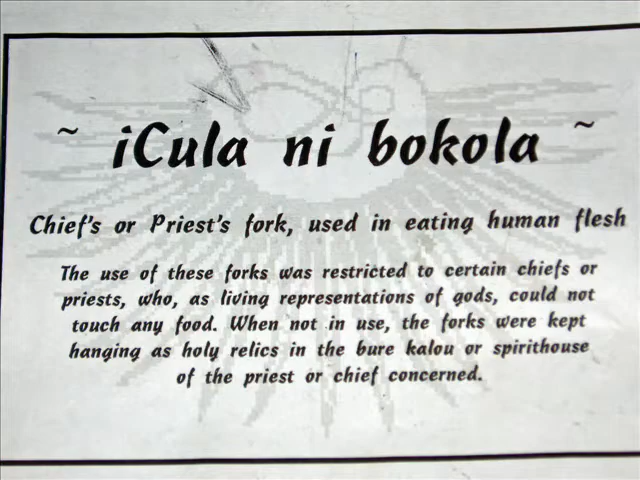 ~ iCula ni bokola ~
Chief's or Priest's fork, used in eating human flesh
The use of these forks was restricted to certain chiefs or
priests, who, as living representations of gods, could not
touch any food. When not in use, the forks were kept
hanging as holy relics in the bure kalou or spirithouse
of the priest or chief concerned.